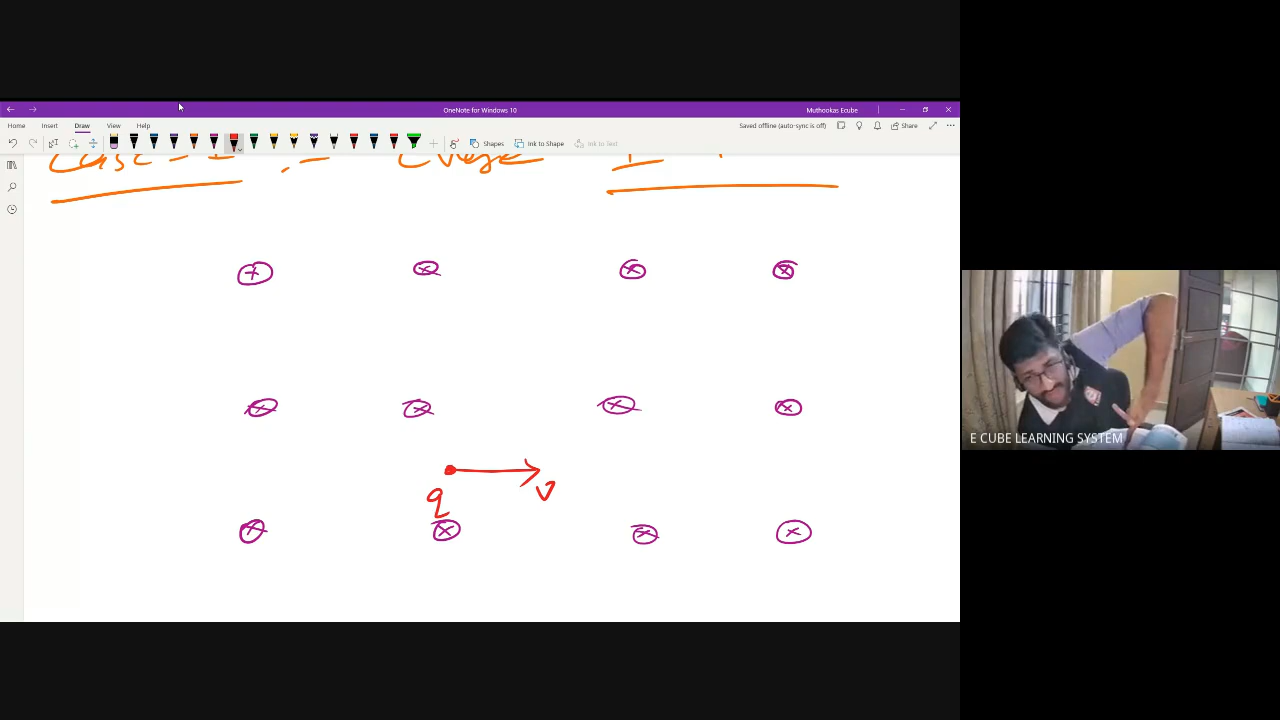 OneNote for Windows 10
Muthookas Ecube
Home Insert Draw View Help
Saved offline (auto-sync is off)
Share
Shapes
Ink to Shape
Ink to Text
Case - I :-
q
v
E CUBE LEARNING SYSTEM